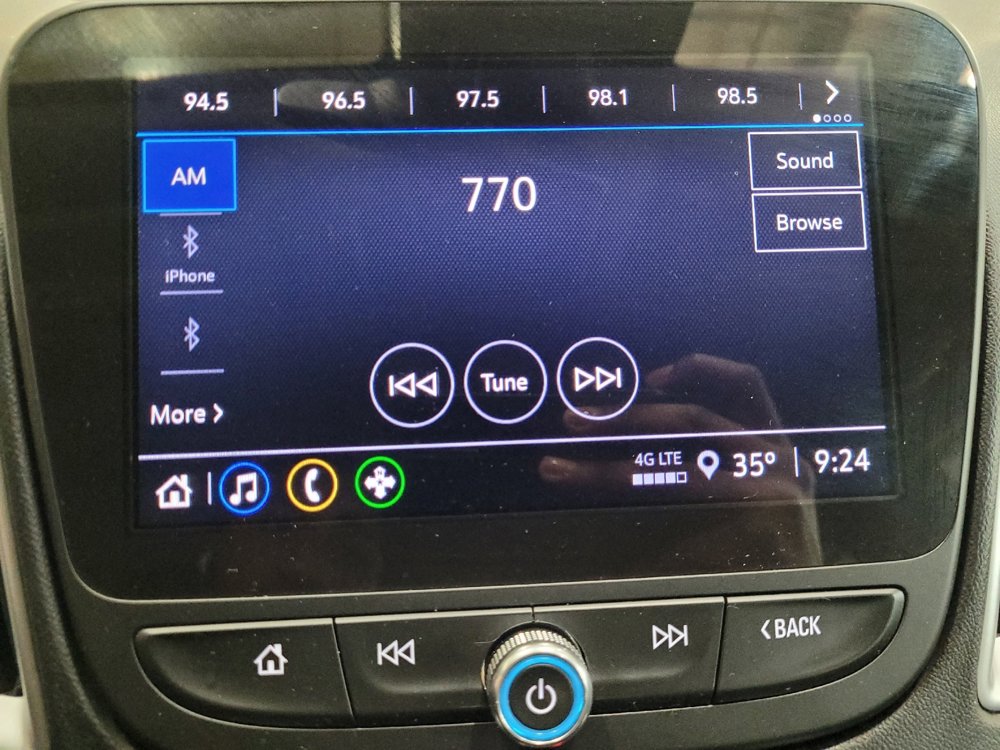 94.5 | 96.5 | 97.5 | 98.1 | 98.5
AM
770
Sound
Browse
iPhone
Tune
More >
4G LTE
35° | 9:24
<BACK